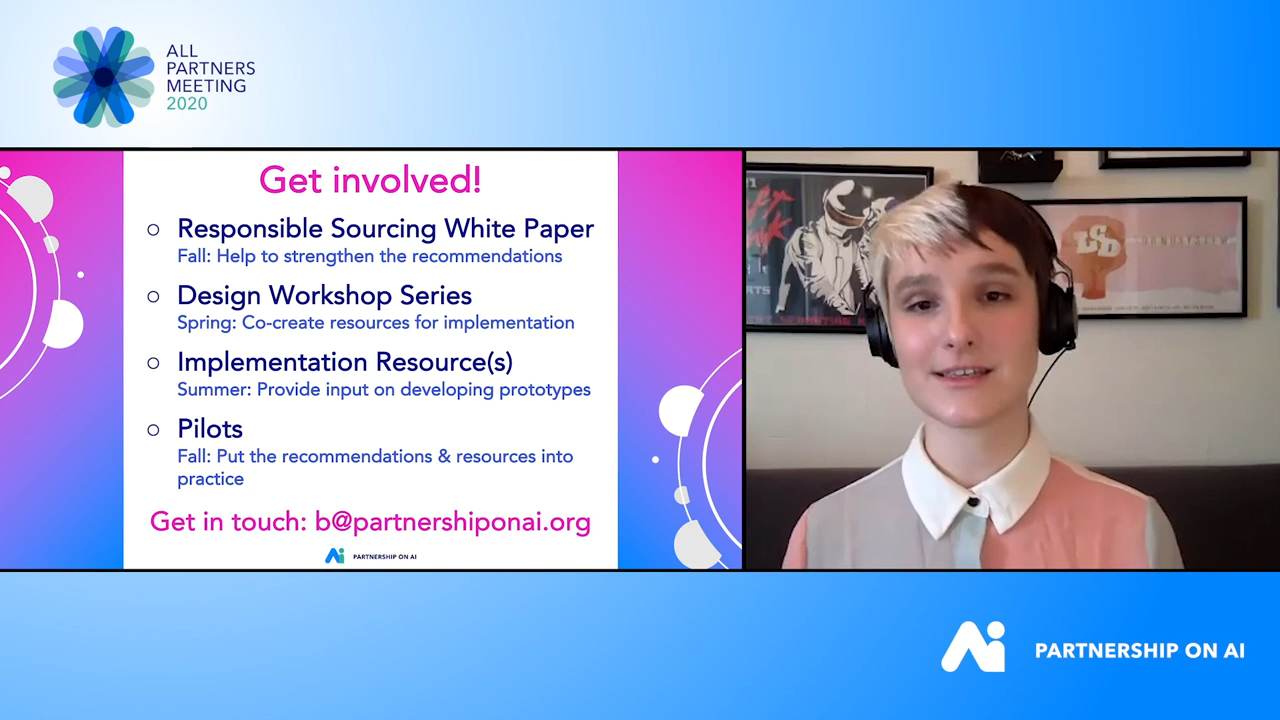 ALL
PARTNERS
MEETING
2020
Get involved!
Responsible Sourcing White Paper
Fall: Help to strengthen the recommendations
Design Workshop Series
Spring: Co-create resources for implementation
Implementation Resource(s)
Summer: Provide input on developing prototypes
Pilots
Fall: Put the recommendations & resources into
practice
Get in touch: b@partnershiponai.org
PARTNERSHIP ON AI
LSD
PARTNERSHIP ON AI